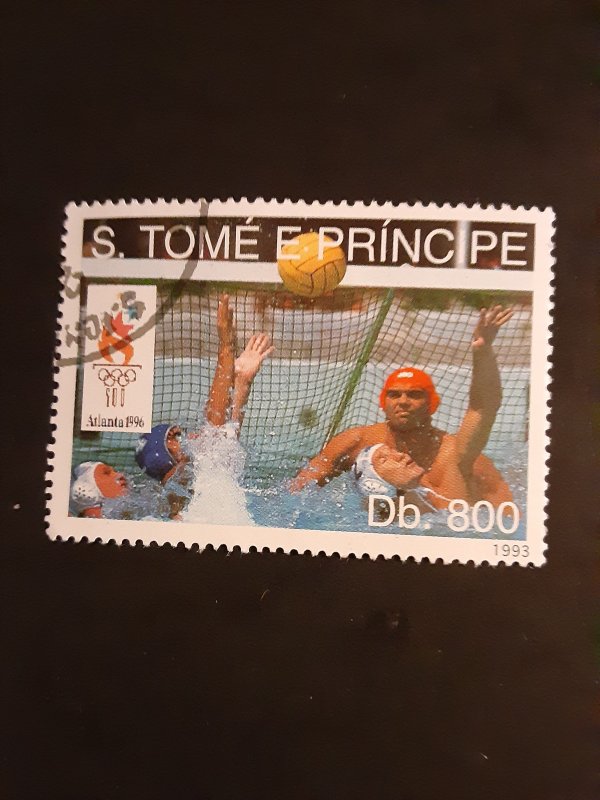 S. TOMÉ E PRÍNCIPE
Atlanta 1996
Db. 800
1993